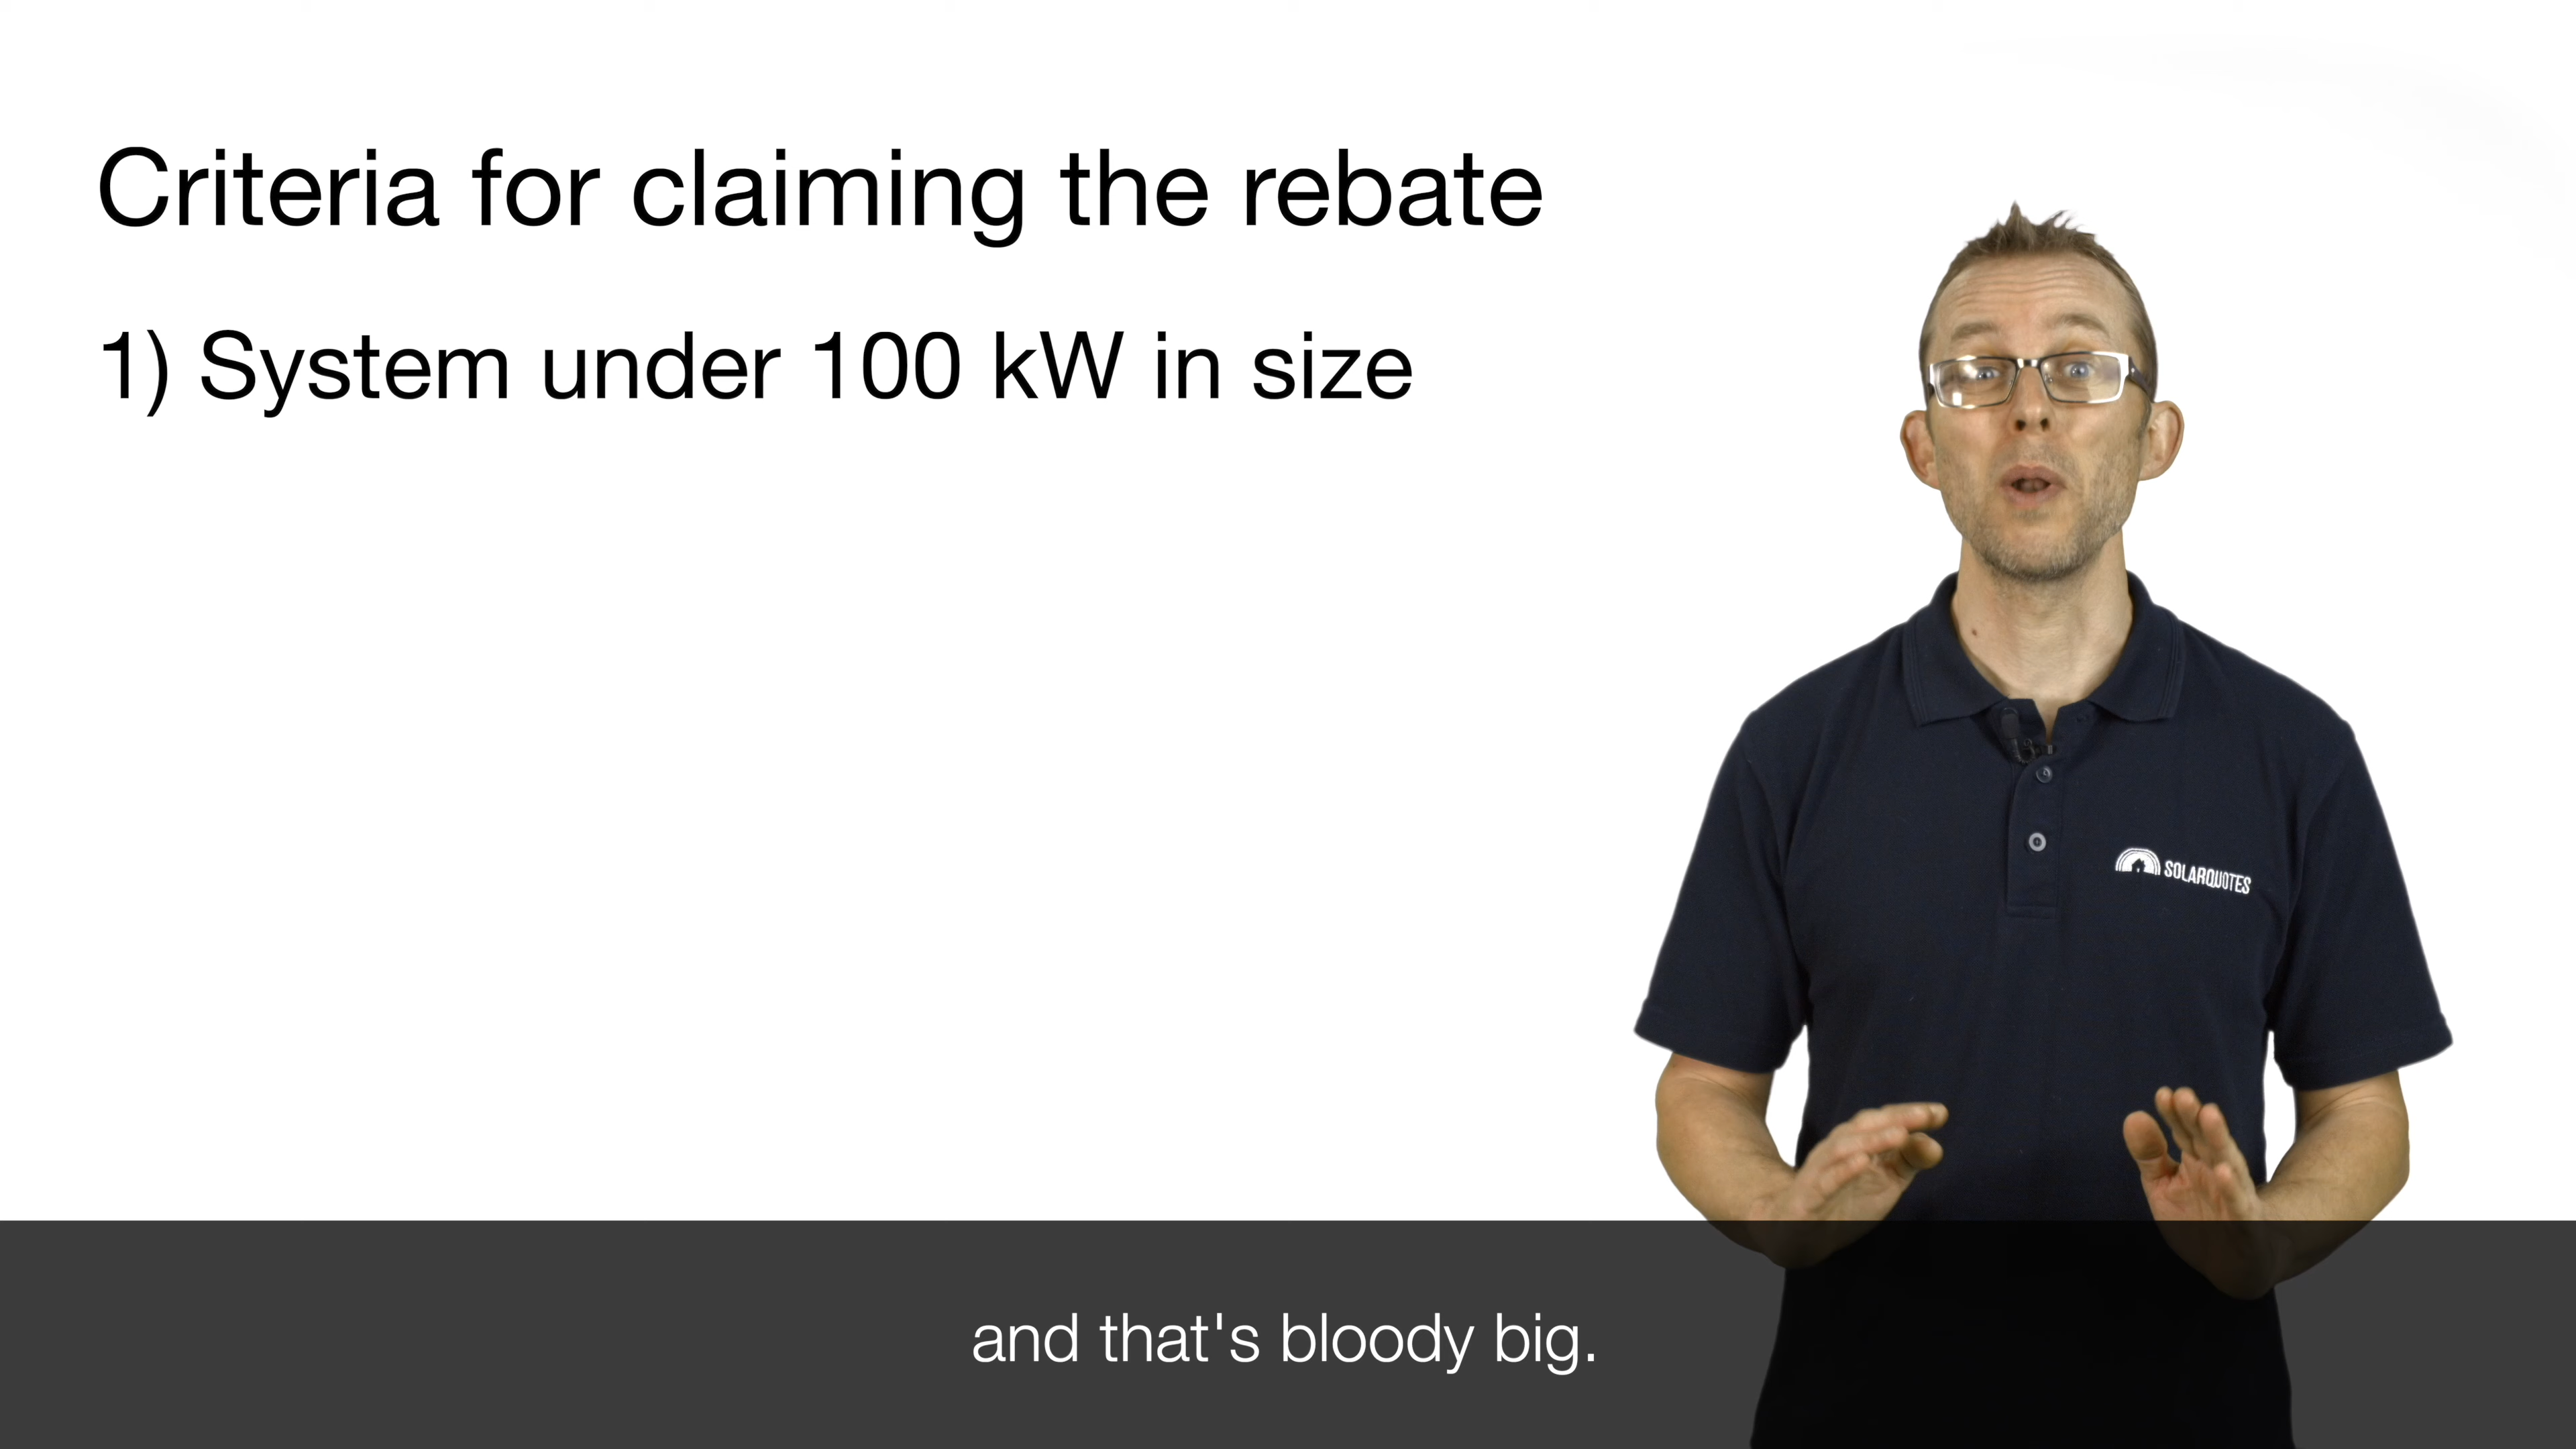 Criteria for claiming the rebate
1) System under 100 kW in size
SOLARQUOTES
and that's bloody big.